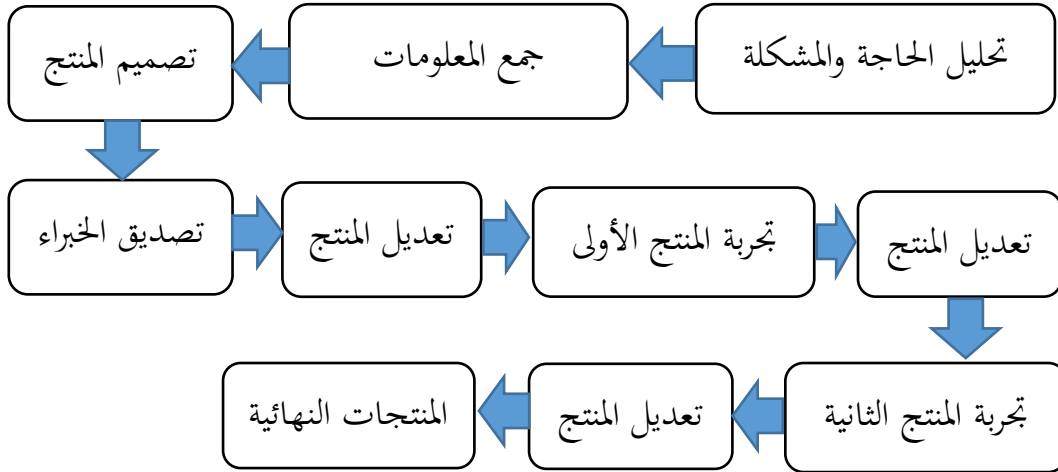 تحليل الحاجة والمشكلة
جمع المعلومات
تصميم المنتج
تصديق الخبراء
تعديل المنتج
تجربة المنتج الأولى
تعديل المنتج
تجربة المنتج الثانية
تعديل المنتج
المنتجات النهائية